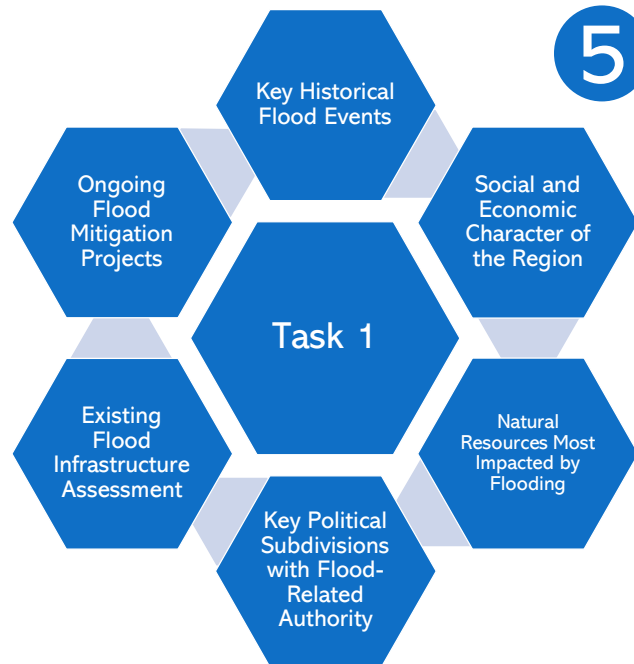 5
Key Historical
Flood Events
Social and
Economic
Character of
the Region
Natural
Resources Most
Impacted by
Flooding
Key Political
Subdivisions
with Flood-
Related
Authority
Existing
Flood
Infrastructure
Assessment
Ongoing
Flood
Mitigation
Projects
Task 1